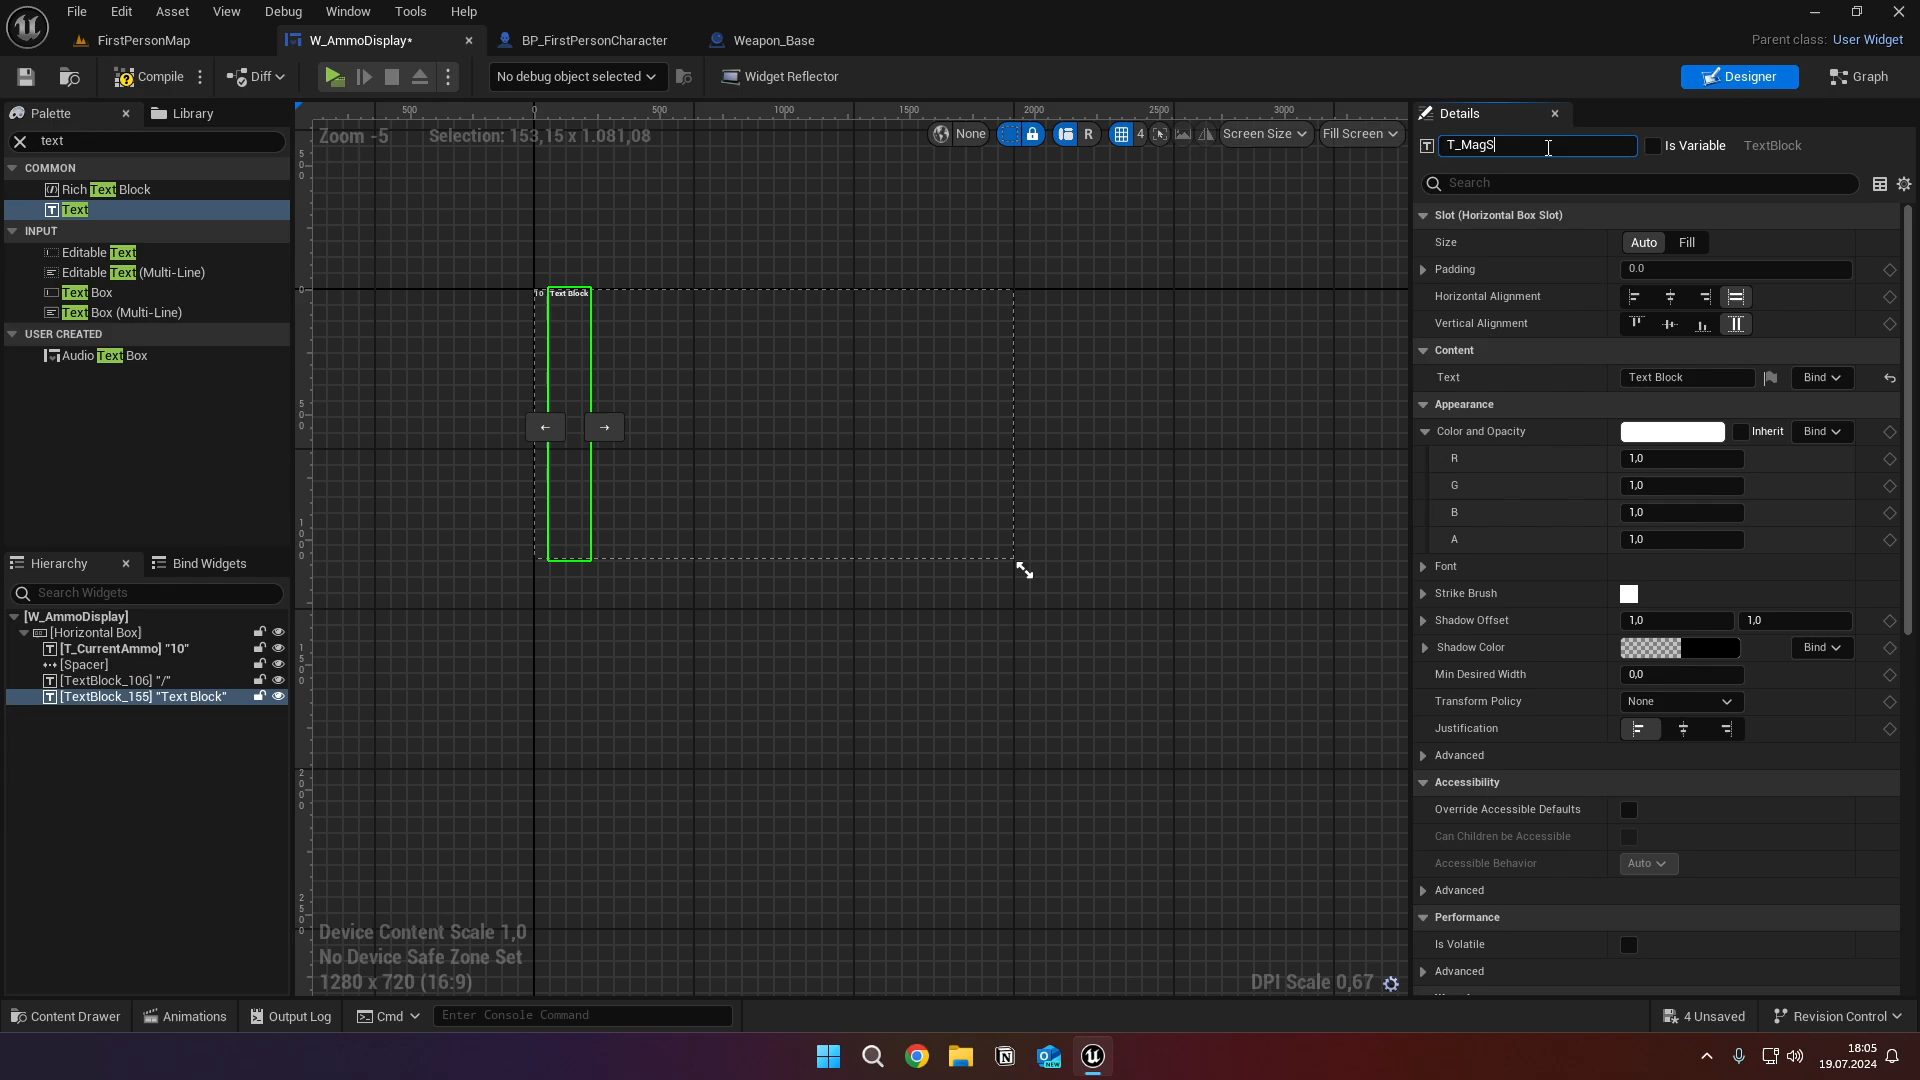 File Edit Asset View Debug Window Tools Help
FirstPersonMap W_AmmoDisplay* BP_FirstPersonCharacter Weapon_Base
Parent class: User Widget
Compile Diff No debug object selected Widget Reflector Designer Graph
Palette Library
text
COMMON
Rich Text Block
Text
INPUT
Editable Text
Editable Text (Multi-Line)
Text Box
Text Box (Multi-Line)
USER CREATED
Audio Text Box
Hierarchy Bind Widgets
Search Widgets
[W_AmmoDisplay]
[Horizontal Box]
[T_CurrentAmmo] "10"
[Spacer]
[TextBlock_106] "/"
[TextBlock_155] "Text Block"
500 0 500 1000 1500 2000 2500 3000
Zoom -5 Selection: 153,15 x 1.081,08
None R 4 Screen Size Fill Screen
500
0
500
1000
1500
2000
2500
10 Text Block
Device Content Scale 1,0
No Device Safe Zone Set
1280 x 720 (16:9)
DPI Scale 0,67
Details
T_MagS Is Variable TextBlock
Search
Slot (Horizontal Box Slot)
Size Auto Fill
Padding 0.0
Horizontal Alignment
Vertical Alignment
Content
Text Text Block Bind
Appearance
Color and Opacity Inherit Bind
R 1,0
G 1,0
B 1,0
A 1,0
Font
Strike Brush
Shadow Offset 1,0 1,0
Shadow Color Bind
Min Desired Width 0,0
Transform Policy None
Justification
Advanced
Accessibility
Override Accessible Defaults
Can Children be Accessible
Accessible Behavior Auto
Advanced
Performance
Is Volatile
Advanced
Content Drawer Animations Output Log Cmd Enter Console Command 4 Unsaved Revision Control
NEW
18:05
19.07.2024